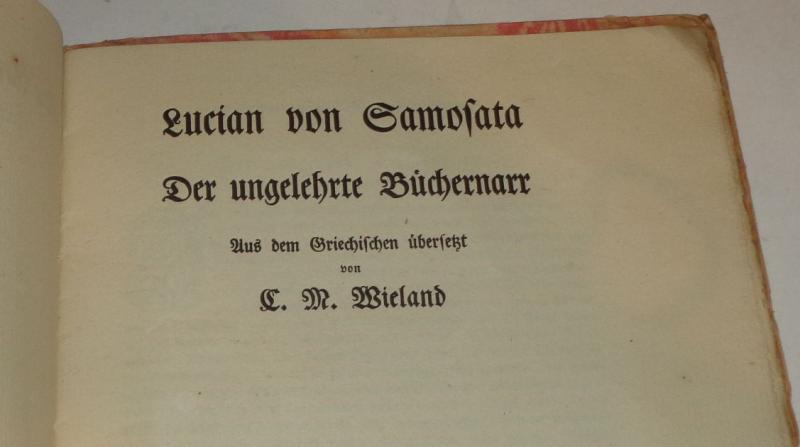 Lucian von Samoſata
Der ungelehrte Büchernarr
Aus dem Griechiſchen überſetzt
von
C. M. Wieland